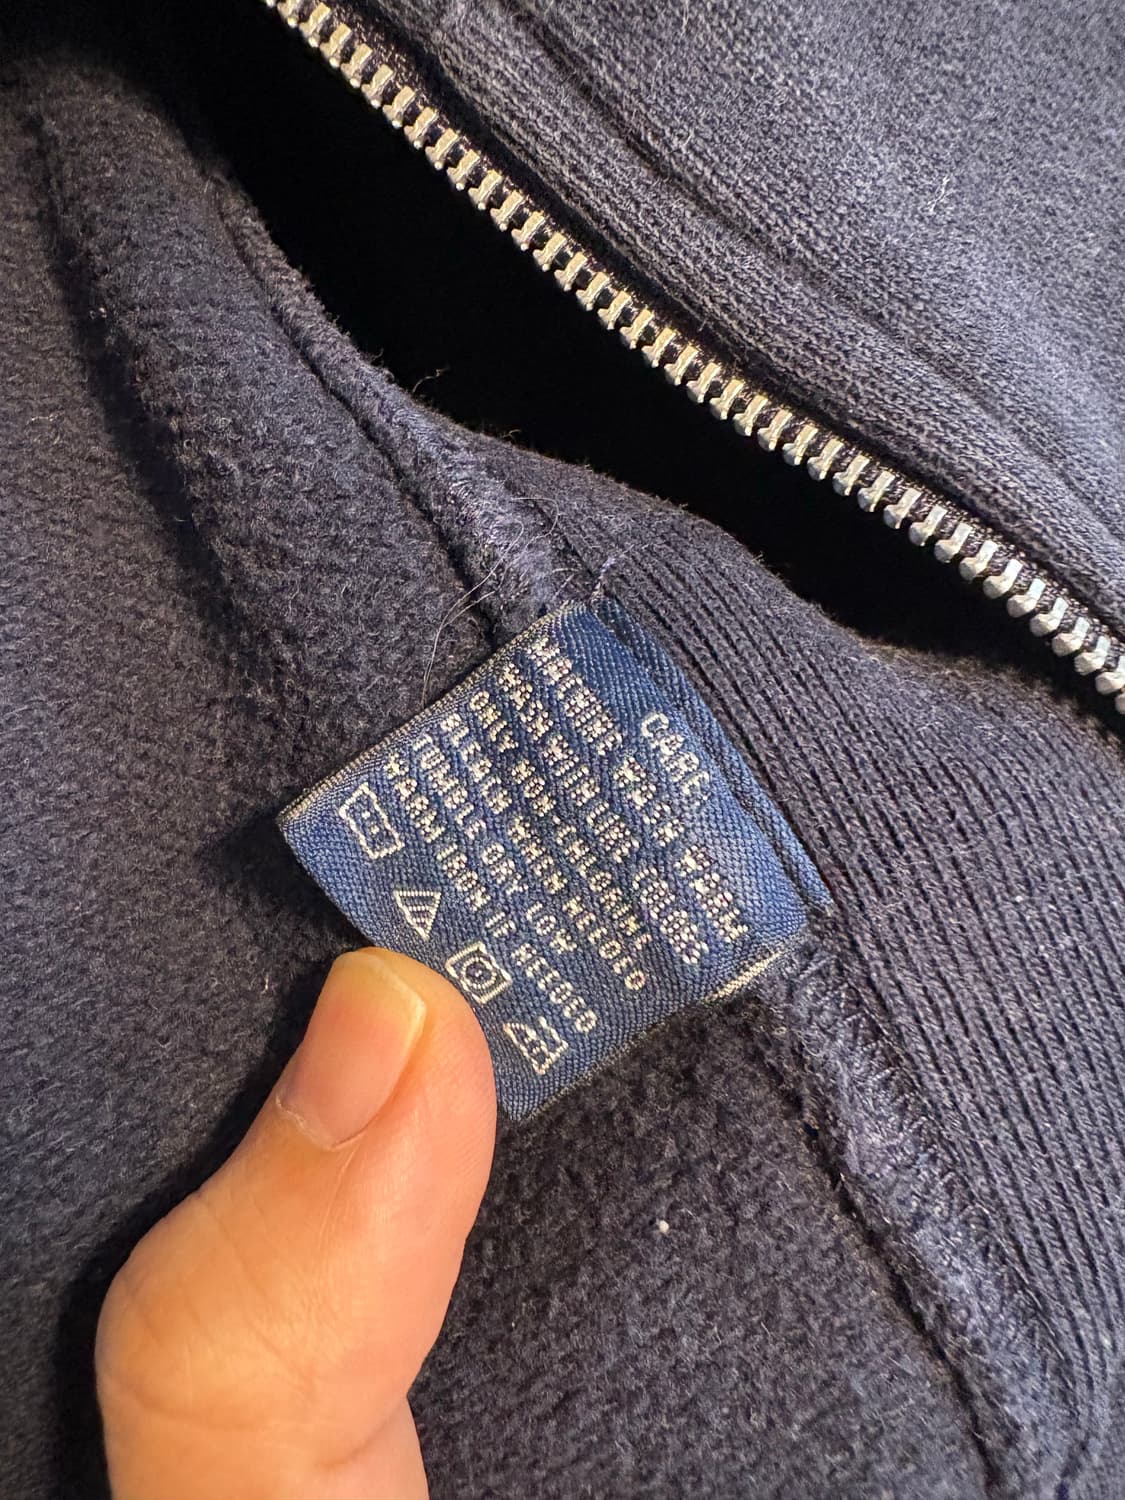 CARE
MACHINE WASH WARM
WASH WITH LIKE COLORS
ONLY NON-CHLORINE
BLEACH WHEN NEEDED
TUMBLE DRY LOW
WARM IRON IF NEEDED